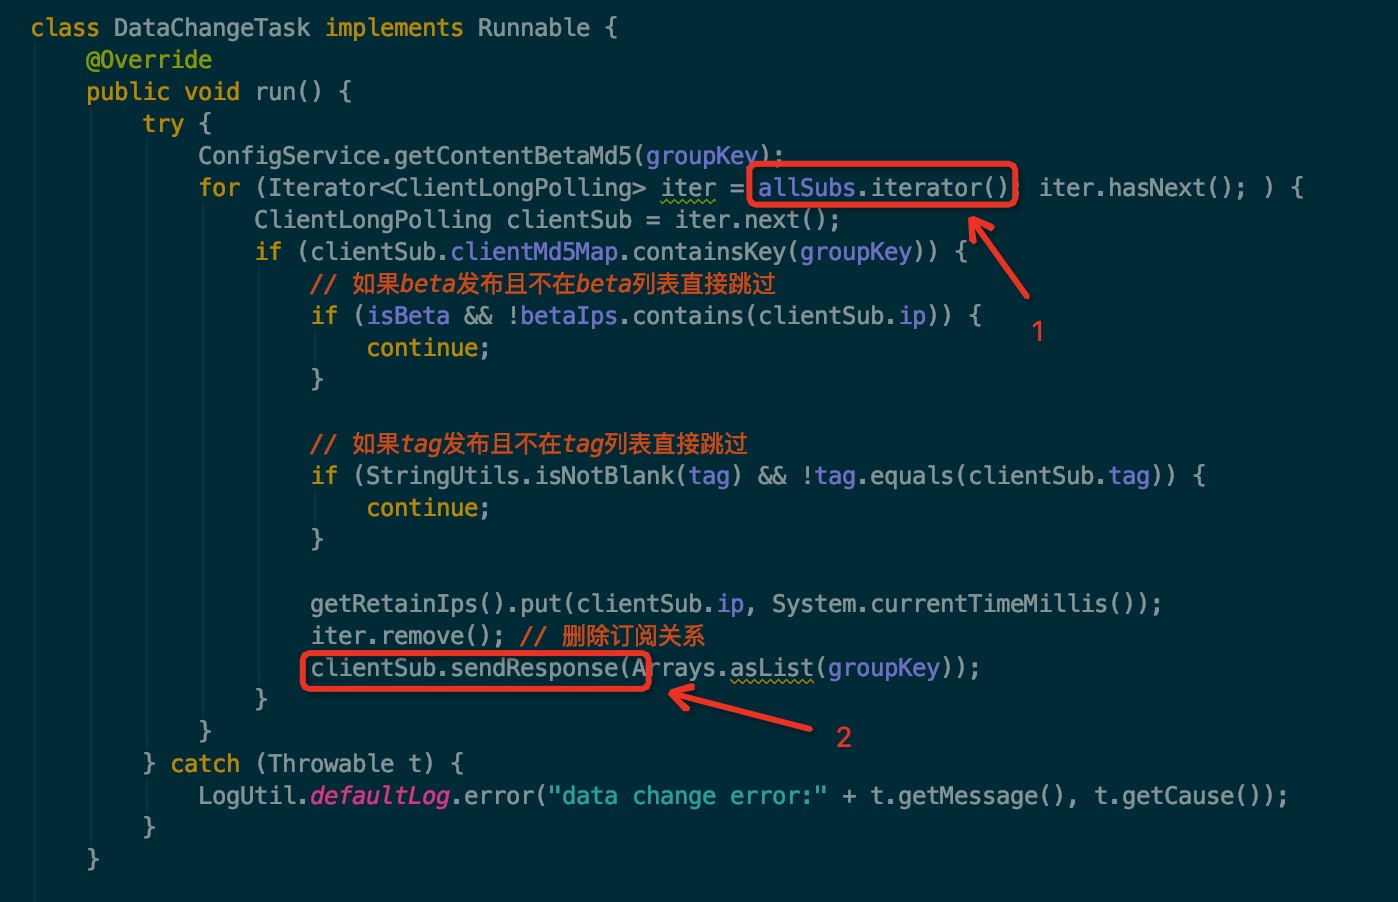 class DataChangeTask implements Runnable {
@Override
public void run() {
try {
ConfigService.getContentBetaMd5(groupKey);
for (Iterator<ClientLongPolling> iter = allSubs.iterator(); iter.hasNext(); ) {
ClientLongPolling clientSub = iter.next();
if (clientSub.clientMd5Map.containsKey(groupKey)) {
// 如果beta发布且不在beta列表直接跳过
if (isBeta && !betaIps.contains(clientSub.ip)) {
1
continue;
}
// 如果tag发布且不在tag列表直接跳过
if (StringUtils.isNotBlank(tag) && !tag.equals(clientSub.tag)) {
continue;
}
getRetainIps().put(clientSub.ip, System.currentTimeMillis());
iter.remove(); // 删除订阅关系
clientSub.sendResponse(Arrays.asList(groupKey));
}
}
2
} catch (Throwable t) {
LogUtil.defaultLog.error("data change error:" + t.getMessage(), t.getCause());
}
}